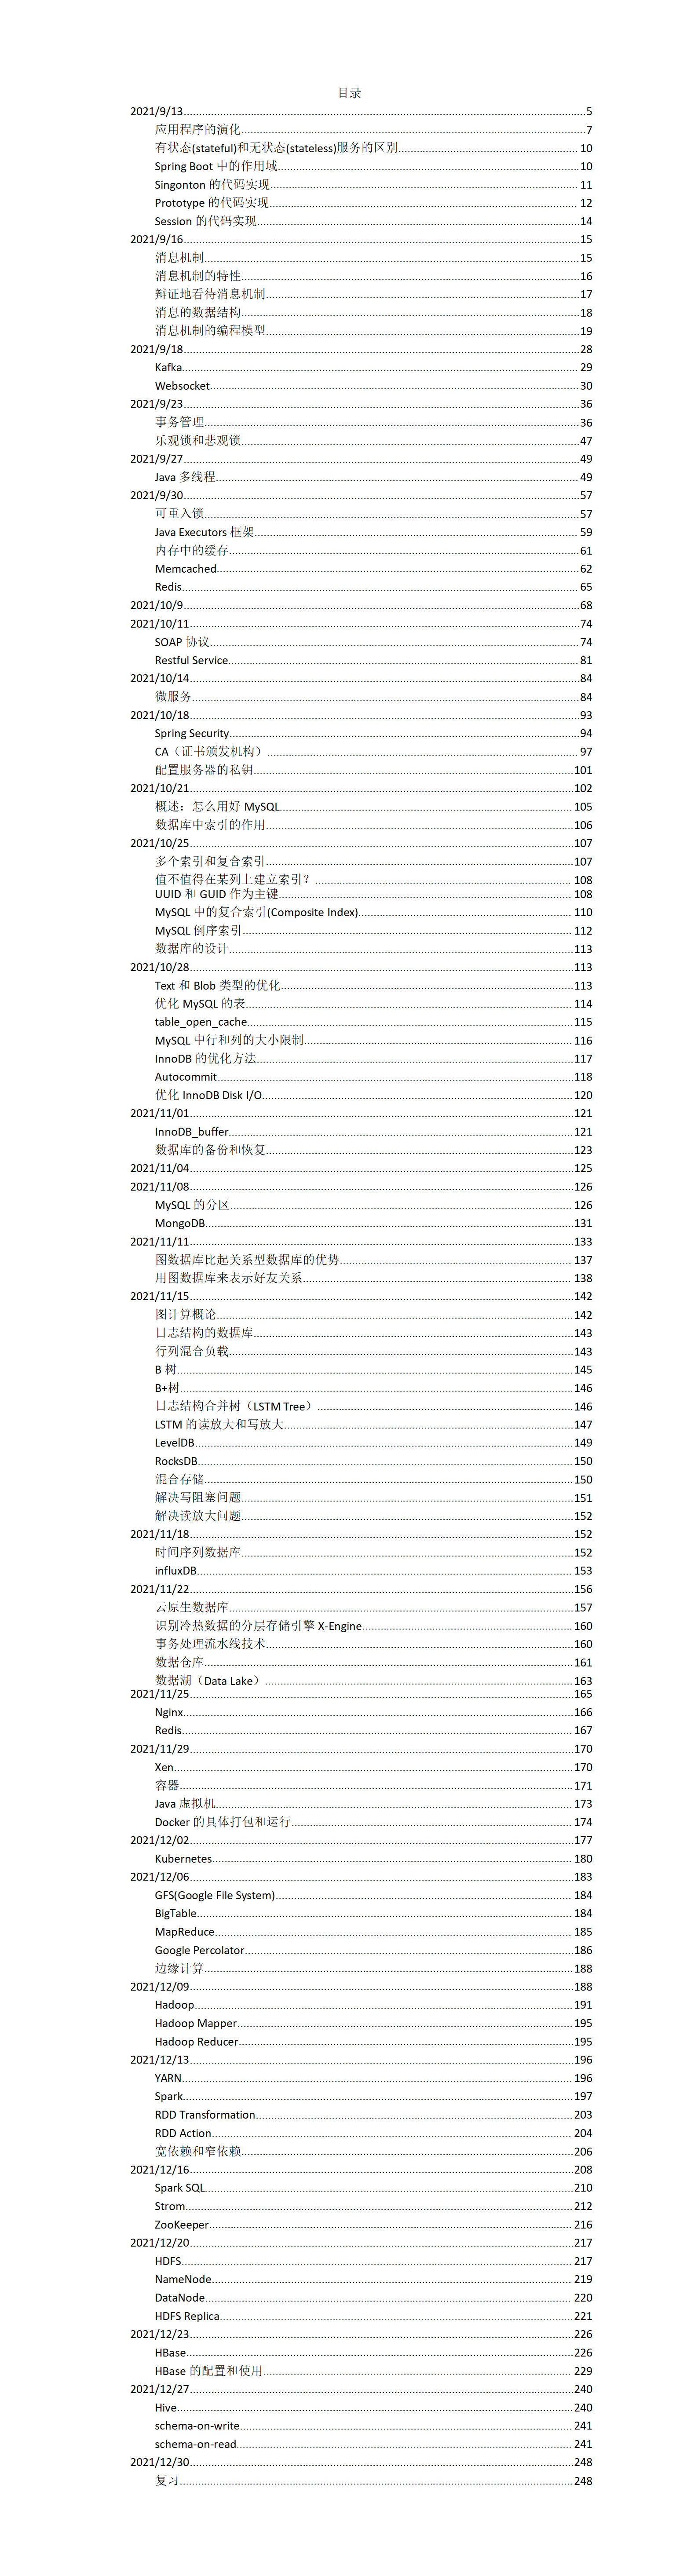 目录
2021/9/13 5
应用程序的演化 7
有状态(stateful)和无状态(stateless)服务的区别 10
Spring Boot 中的作用域 10
Singonton 的代码实现 11
Prototype 的代码实现 12
Session 的代码实现 14
2021/9/16 15
消息机制 15
消息机制的特性 16
辩证地看待消息机制 17
消息的数据结构 18
消息机制的编程模型 19
2021/9/18 28
Kafka 29
Websocket 30
2021/9/23 36
事务管理 36
乐观锁和悲观锁 47
2021/9/27 49
Java 多线程 49
2021/9/30 57
可重入锁 57
Java Executors 框架 59
内存中的缓存 61
Memcached 62
Redis 65
2021/10/9 68
2021/10/11 74
SOAP 协议 74
Restful Service 81
2021/10/14 84
微服务 84
2021/10/18 93
Spring Security 94
CA（证书颁发机构） 97
配置服务器的私钥 101
2021/10/21 102
概述：怎么用好 MySQL 105
数据库中索引的作用 106
2021/10/25 107
多个索引和复合索引 107
值不值得在某列上建立索引？ 108
UUID 和 GUID 作为主键 108
MySQL 中的复合索引(Composite Index) 110
MySQL 倒序索引 112
数据库的设计 113
2021/10/28 113
Text 和 Blob 类型的优化 113
优化 MySQL 的表 114
table_open_cache 115
MySQL 中行和列的大小限制 116
InnoDB 的优化方法 117
Autocommit 118
优化 InnoDB Disk I/O 120
2021/11/01 121
InnoDB_buffer 121
数据库的备份和恢复 123
2021/11/04 125
2021/11/08 126
MySQL 的分区 126
MongoDB 131
2021/11/11 133
图数据库比起关系型数据库的优势 137
用图数据库来表示好友关系 138
2021/11/15 142
图计算概论 142
日志结构的数据库 143
行列混合负载 143
B 树 145
B+树 146
日志结构合并树（LSTM Tree） 146
LSTM 的读放大和写放大 147
LevelDB 149
RocksDB 150
混合存储 150
解决写阻塞问题 151
解决读放大问题 152
2021/11/18 152
时间序列数据库 152
influxDB 153
2021/11/22 156
云原生数据库 157
识别冷热数据的分层存储引擎 X-Engine 160
事务处理流水线技术 160
数据仓库 161
数据湖（Data Lake） 163
2021/11/25 165
Nginx 166
Redis 167
2021/11/29 170
Xen 170
容器 171
Java 虚拟机 173
Docker 的具体打包和运行 174
2021/12/02 177
Kubernetes 180
2021/12/06 183
GFS(Google File System) 184
BigTable 184
MapReduce 185
Google Percolator 186
边缘计算 188
2021/12/09 188
Hadoop 191
Hadoop Mapper 195
Hadoop Reducer 195
2021/12/13 196
YARN 196
Spark 197
RDD Transformation 203
RDD Action 204
宽依赖和窄依赖 206
2021/12/16 208
Spark SQL 210
Strom 212
ZooKeeper 216
2021/12/20 217
HDFS 217
NameNode 219
DataNode 220
HDFS Replica 221
2021/12/23 226
HBase 226
HBase 的配置和使用 229
2021/12/27 240
Hive 240
schema-on-write 241
schema-on-read 241
2021/12/30 248
复习 248